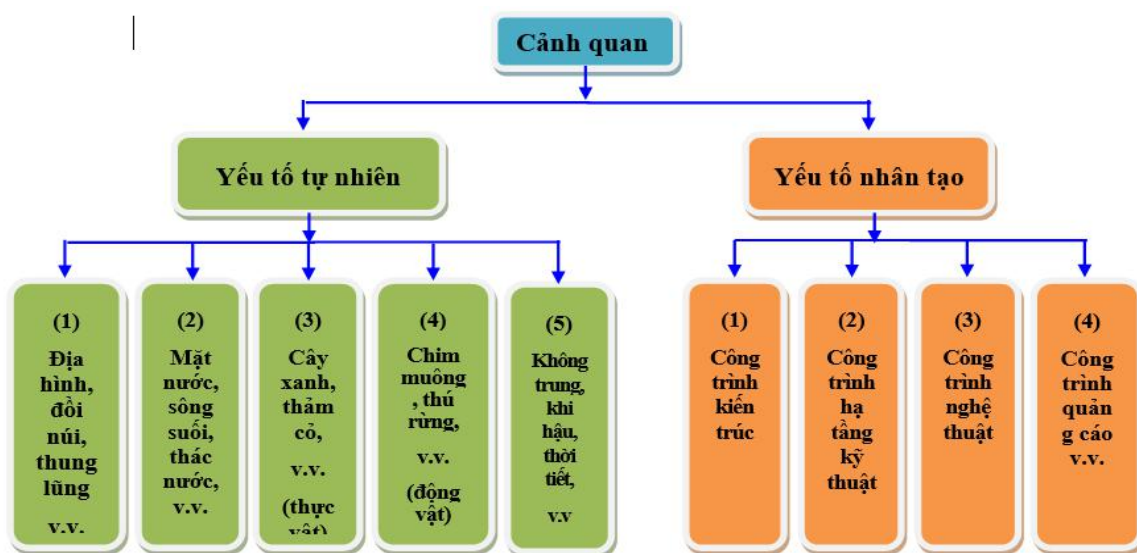 Cảnh quan
Yếu tố tự nhiên
Yếu tố nhân tạo
(1)
Địa
hình,
đồi
núi,
thung
lũng
v.v.
(2)
Mặt
nước,
sông
suối,
thác
nước,
v.v.
(3)
Cây
xanh,
thảm
cỏ,
v.v.
(thực
vật)
(4)
Chim
muông
, thú
rừng,
v.v.
(động
vật)
(5)
Không
trung,
khi
hậu,
thời
tiết,
v.v
(1)
Công
trình
kiến
trúc
(2)
Công
trình
hạ
tầng
kỹ
thuật
(3)
Công
trình
nghệ
thuật
(4)
Công
trình
quản
g cáo
v.v.